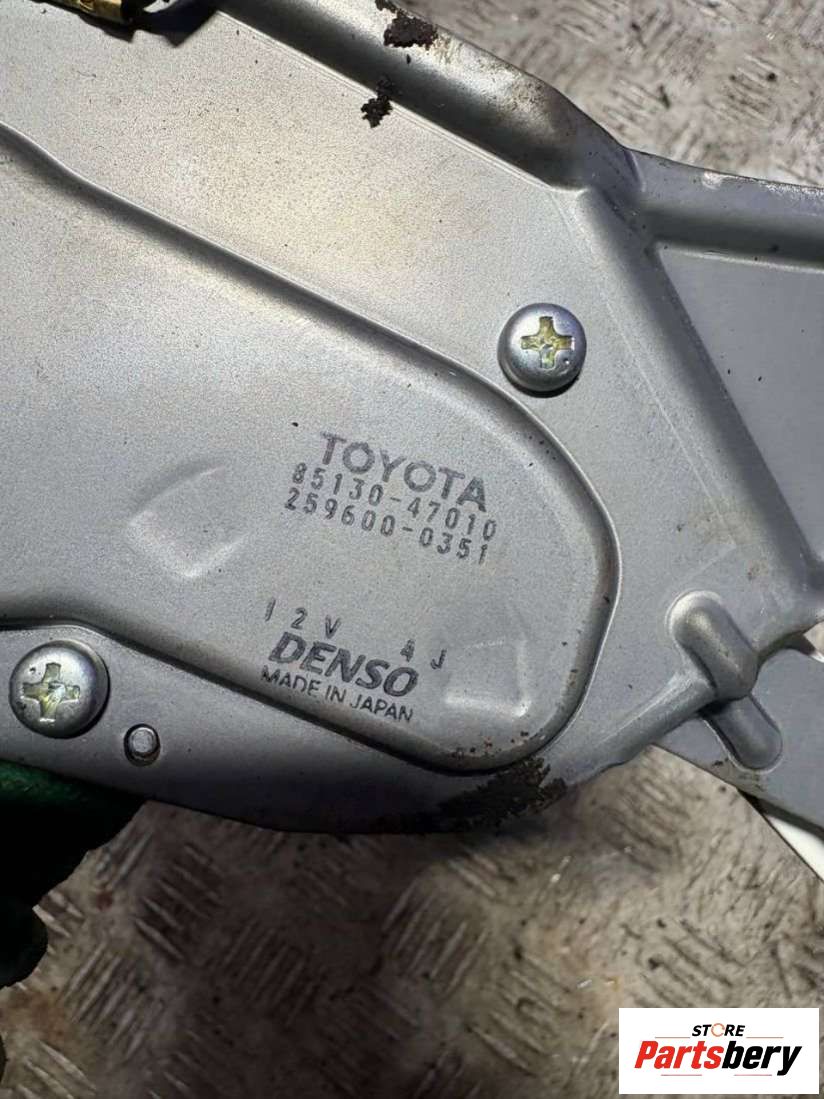 TOYOTA
85130-47010
259600-0351
12V 4J
DENSO
MADE IN JAPAN
STORE
Partsbery